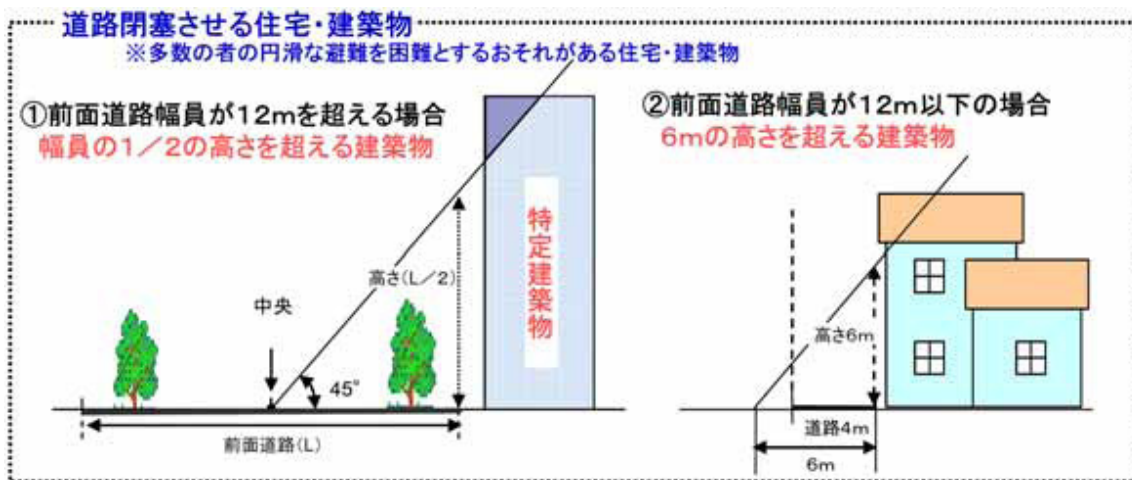 道路閉塞させる住宅・建築物
※多数の者の円滑な避難を困難とするおそれがある住宅・建築物
①前面道路幅員が12mを超える場合
幅員の1／2の高さを超える建築物
特定建築物
高さ(L／2)
中央
45°
前面道路(L)
②前面道路幅員が12m以下の場合
6mの高さを超える建築物
高さ6m
道路4m
6m